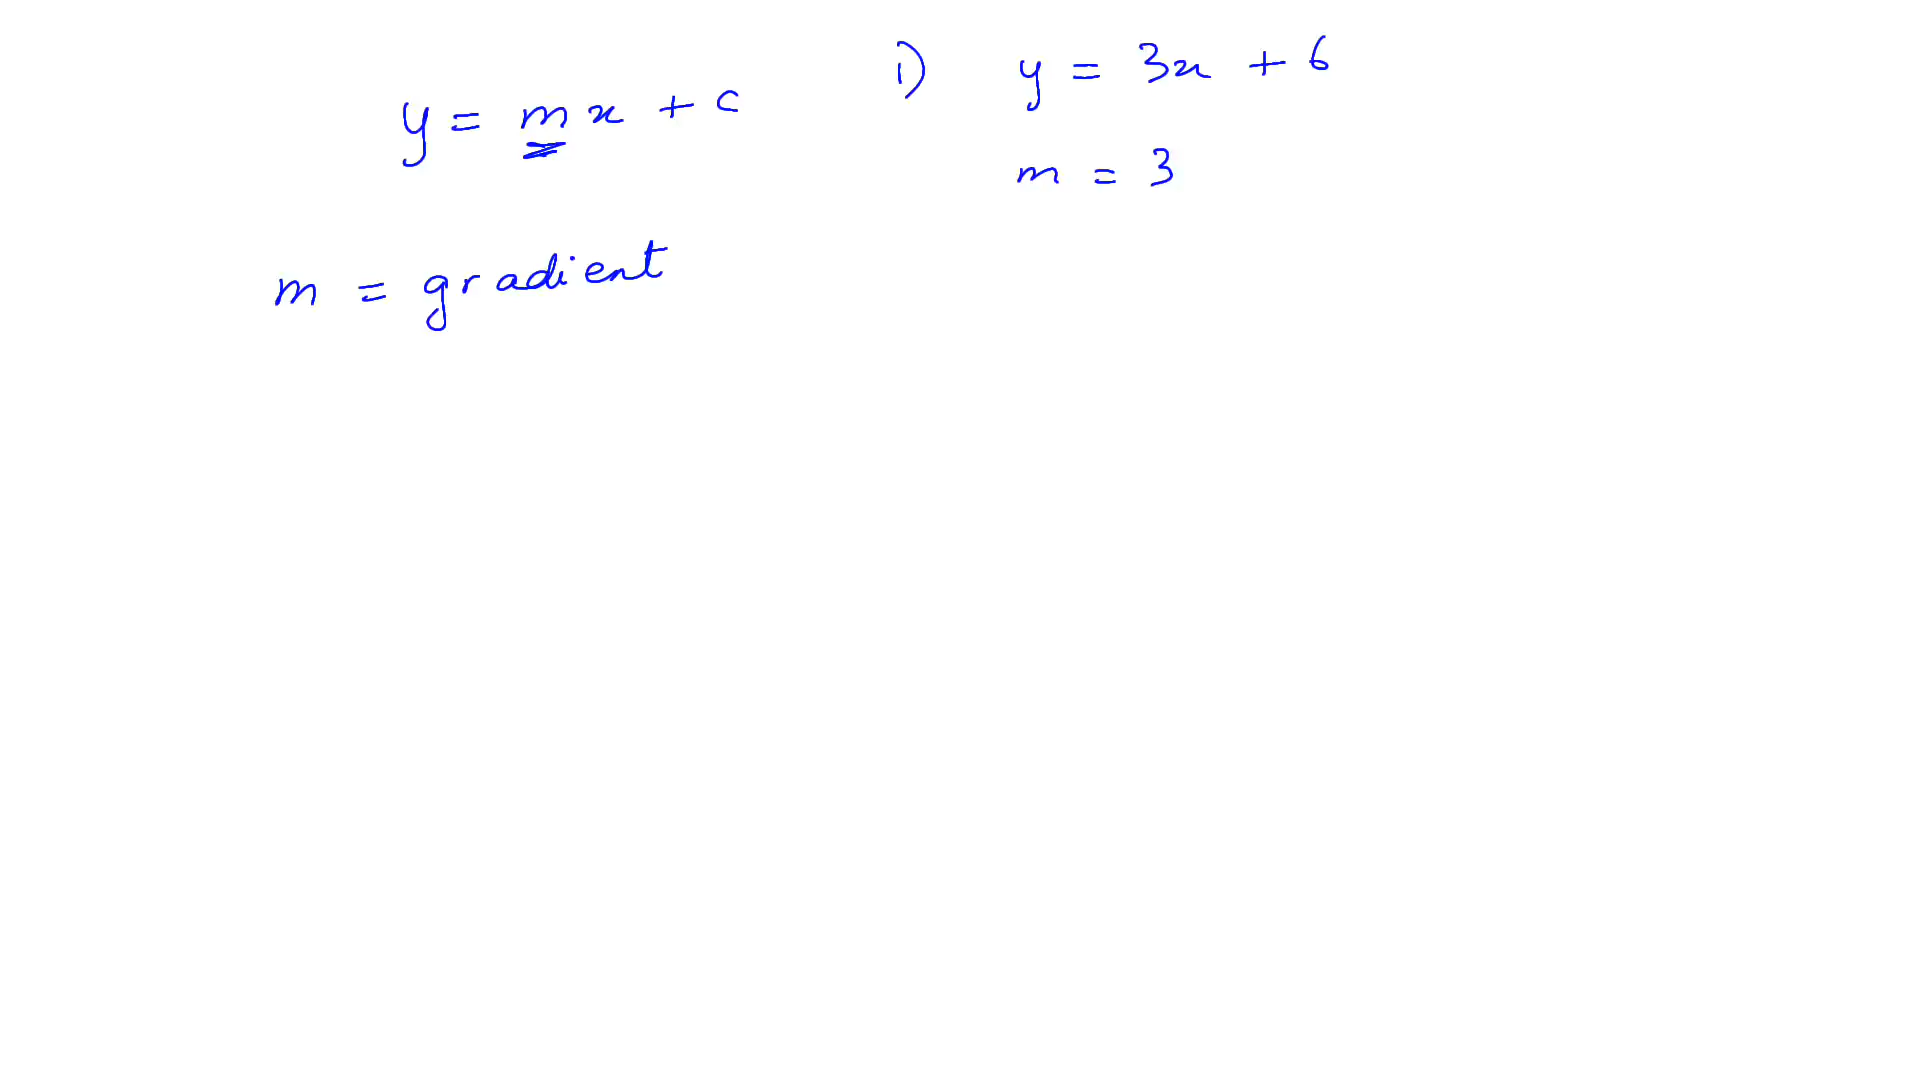 y = mx + c
m = gradient
1) y = 3x + 6
m = 3